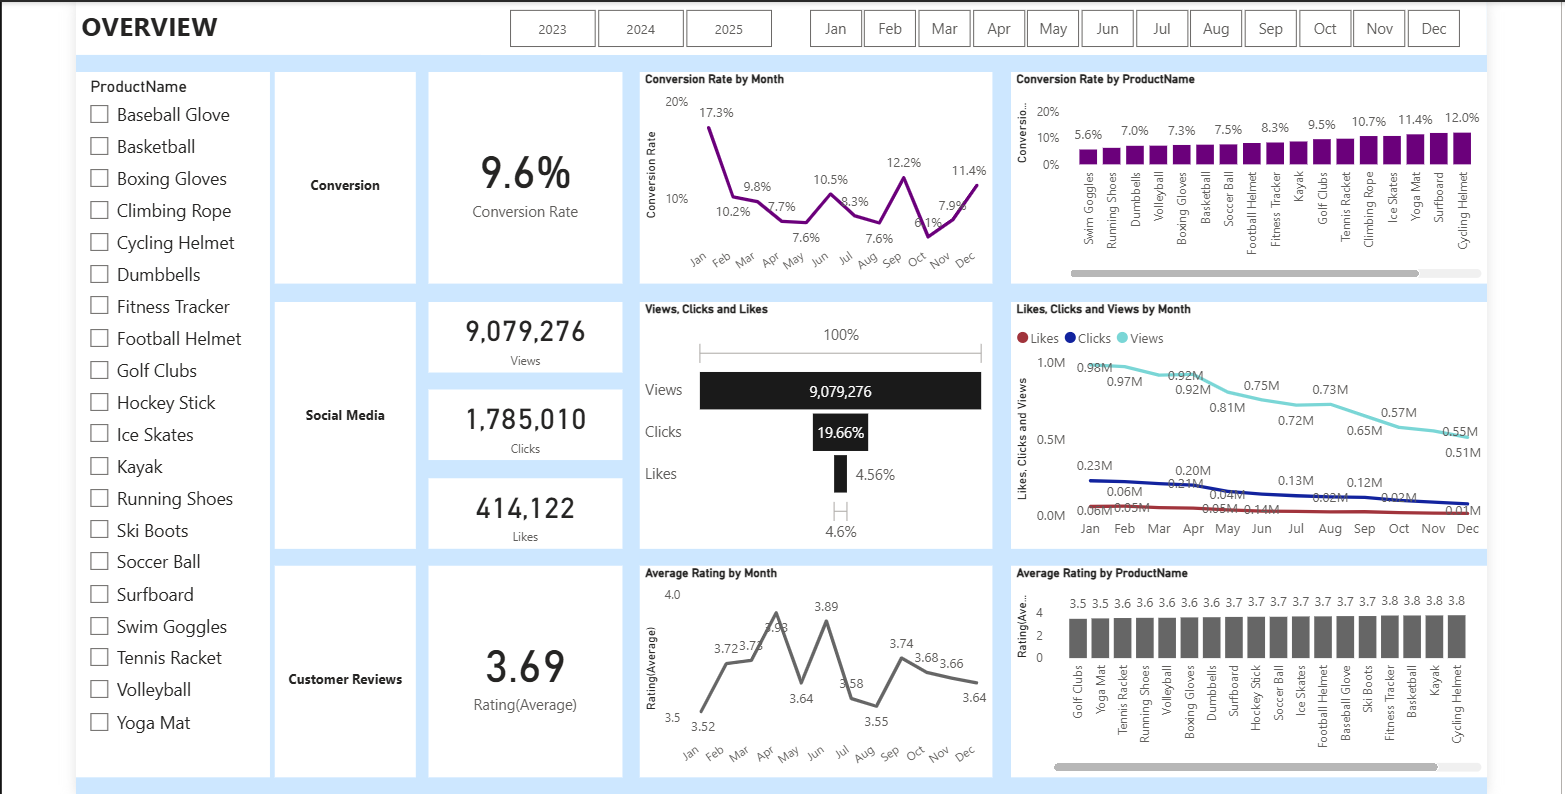 OVERVIEW
2023 2024 2025
Jan Feb Mar Apr May Jun Jul Aug Sep Oct Nov Dec
ProductName
Baseball Glove
Basketball
Boxing Gloves
Climbing Rope
Cycling Helmet
Dumbbells
Fitness Tracker
Football Helmet
Golf Clubs
Hockey Stick
Ice Skates
Kayak
Running Shoes
Ski Boots
Soccer Ball
Surfboard
Swim Goggles
Tennis Racket
Volleyball
Yoga Mat
Conversion
9.6%
Conversion Rate
Conversion Rate by Month
Conversion Rate
20%
10%
17.3% 10.2% 9.8% 7.7% 7.6% 10.5% 8.3% 7.6% 12.2% 6.1% 7.9% 11.4%
Jan Feb Mar Apr May Jun Jul Aug Sep Oct Nov Dec
Conversion Rate by ProductName
Conversio...
20%
10%
0%
5.6% 7.0% 7.3% 7.5% 8.3% 9.5% 10.7% 11.4% 12.0%
Swim Goggles
Running Shoes
Dumbbells
Volleyball
Boxing Gloves
Basketball
Soccer Ball
Football Helmet
Fitness Tracker
Kayak
Golf Clubs
Tennis Racket
Climbing Rope
Ice Skates
Yoga Mat
Surfboard
Cycling Helmet
Social Media
9,079,276
Views
1,785,010
Clicks
414,122
Likes
Views, Clicks and Likes
100%
Views 9,079,276
Clicks 19.66%
Likes 4.56%
4.6%
Likes, Clicks and Views by Month
Likes Clicks Views
Likes, Clicks and Views
1.0M
0.5M
0.0M
0.98M 0.97M 0.92M 0.92M 0.81M 0.75M 0.72M 0.73M 0.65M 0.57M 0.55M 0.51M
0.23M 0.21M 0.20M 0.14M 0.13M 0.12M
0.06M 0.06M 0.05M 0.05M 0.04M 0.02M 0.02M 0.01M
Jan Feb Mar Apr May Jun Jul Aug Sep Oct Nov Dec
Customer Reviews
3.69
Rating(Average)
Average Rating by Month
Rating(Average)
4.0
3.5
3.52 3.72 3.73 3.93 3.64 3.89 3.58 3.55 3.74 3.68 3.66 3.64
Jan Feb Mar Apr May Jun Jul Aug Sep Oct Nov Dec
Average Rating by ProductName
Rating(Ave...
4
2
0
3.5 3.5 3.6 3.6 3.6 3.6 3.6 3.7 3.7 3.7 3.7 3.7 3.7 3.7 3.8 3.8 3.8 3.8
Golf Clubs
Yoga Mat
Tennis Racket
Running Shoes
Volleyball
Boxing Gloves
Dumbbells
Surfboard
Hockey Stick
Soccer Ball
Ice Skates
Football Helmet
Baseball Glove
Ski Boots
Fitness Tracker
Basketball
Kayak
Cycling Helmet